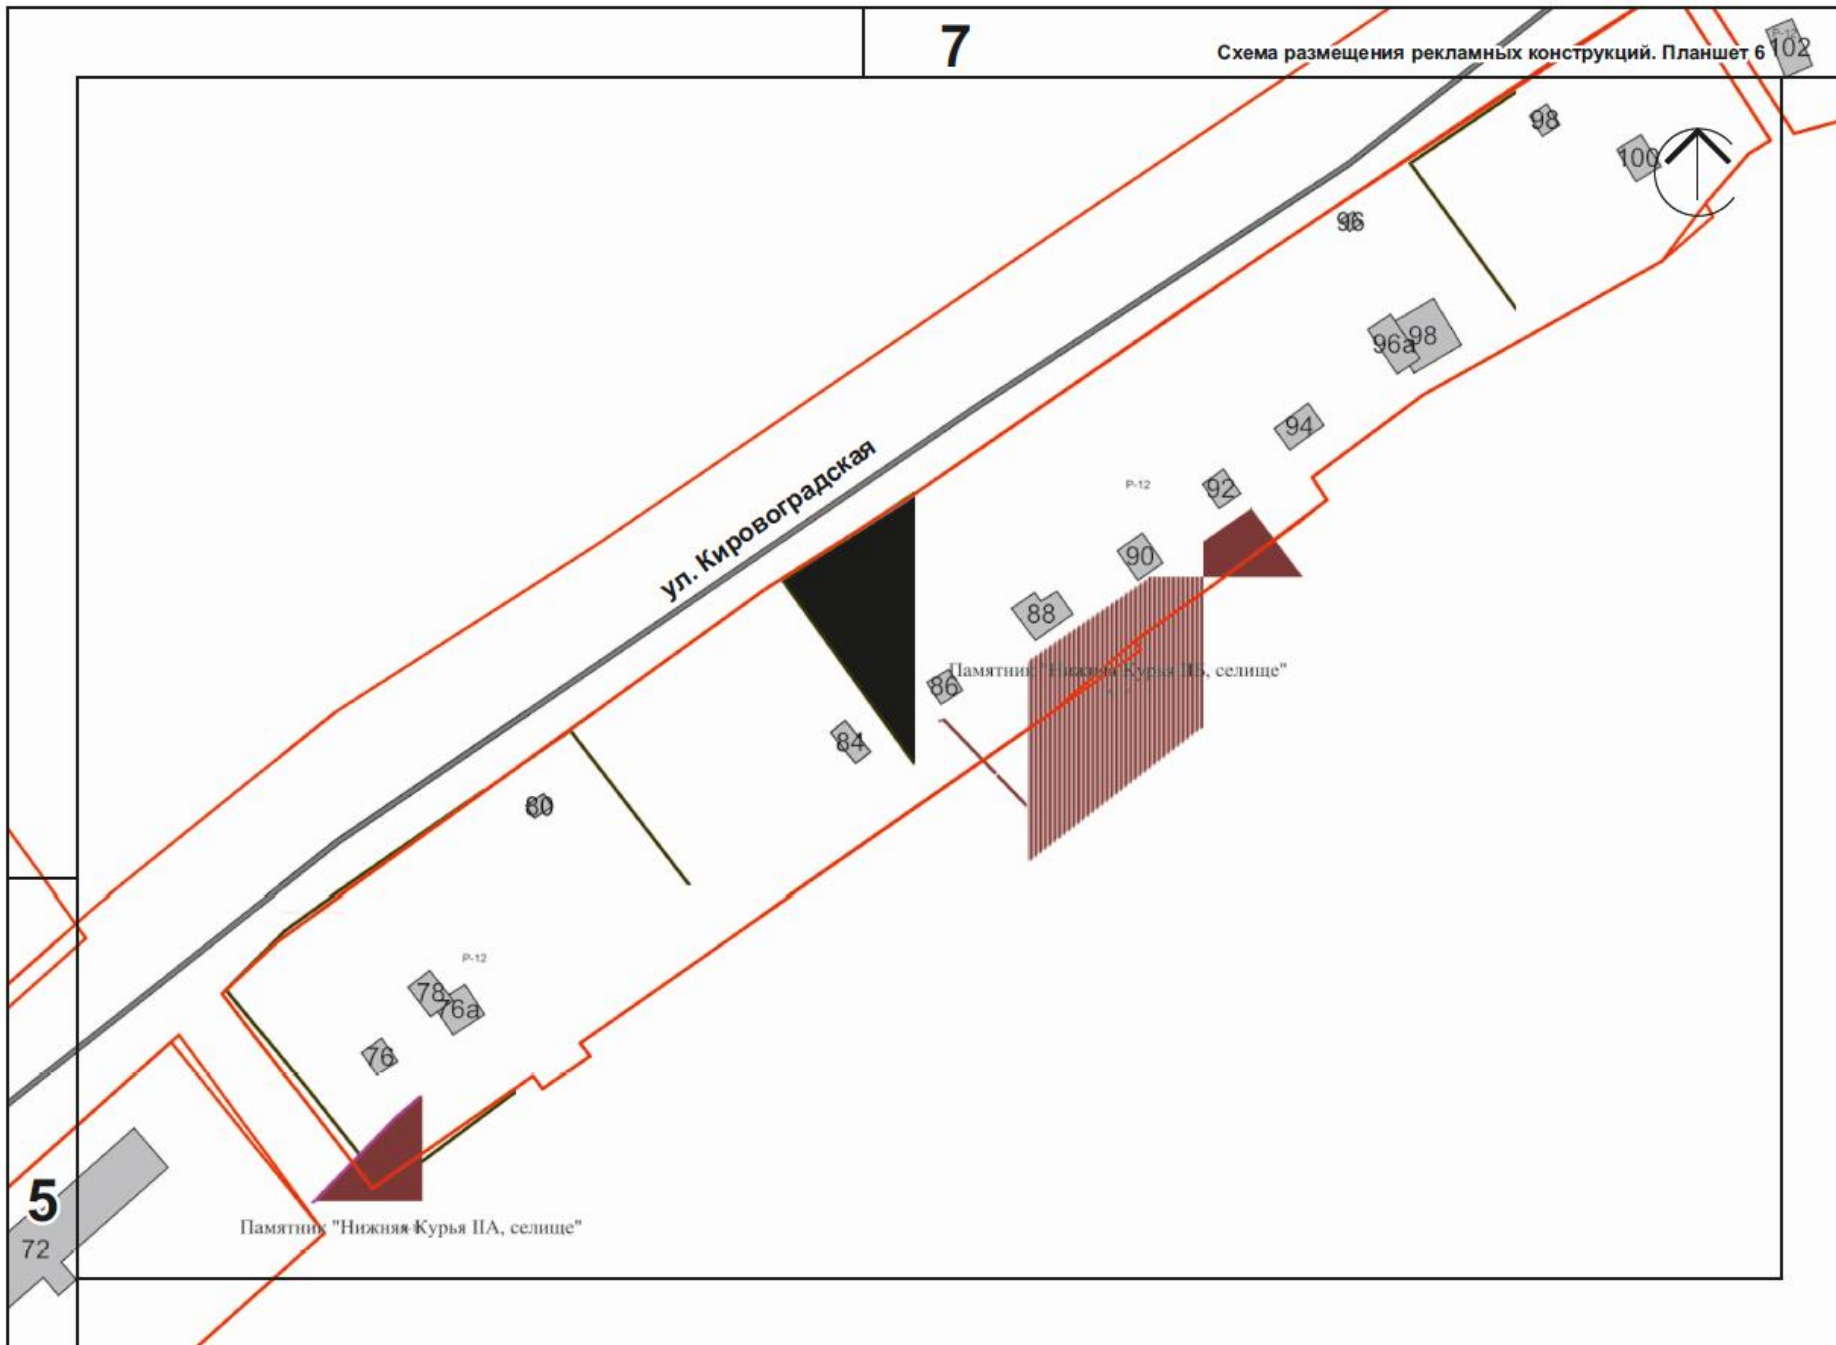 7
Схема размещения рекламных конструкций. Планшет 6
Р-12
102
98
100
96
96а
98
94
ул. Кировоградская
Р-12
92
90
88
Памятник "Нижняя Курья IIБ, селище"
86
84
80
Р-12
78
76а
76
5
72
Памятник "Нижняя Курья IIА, селище"